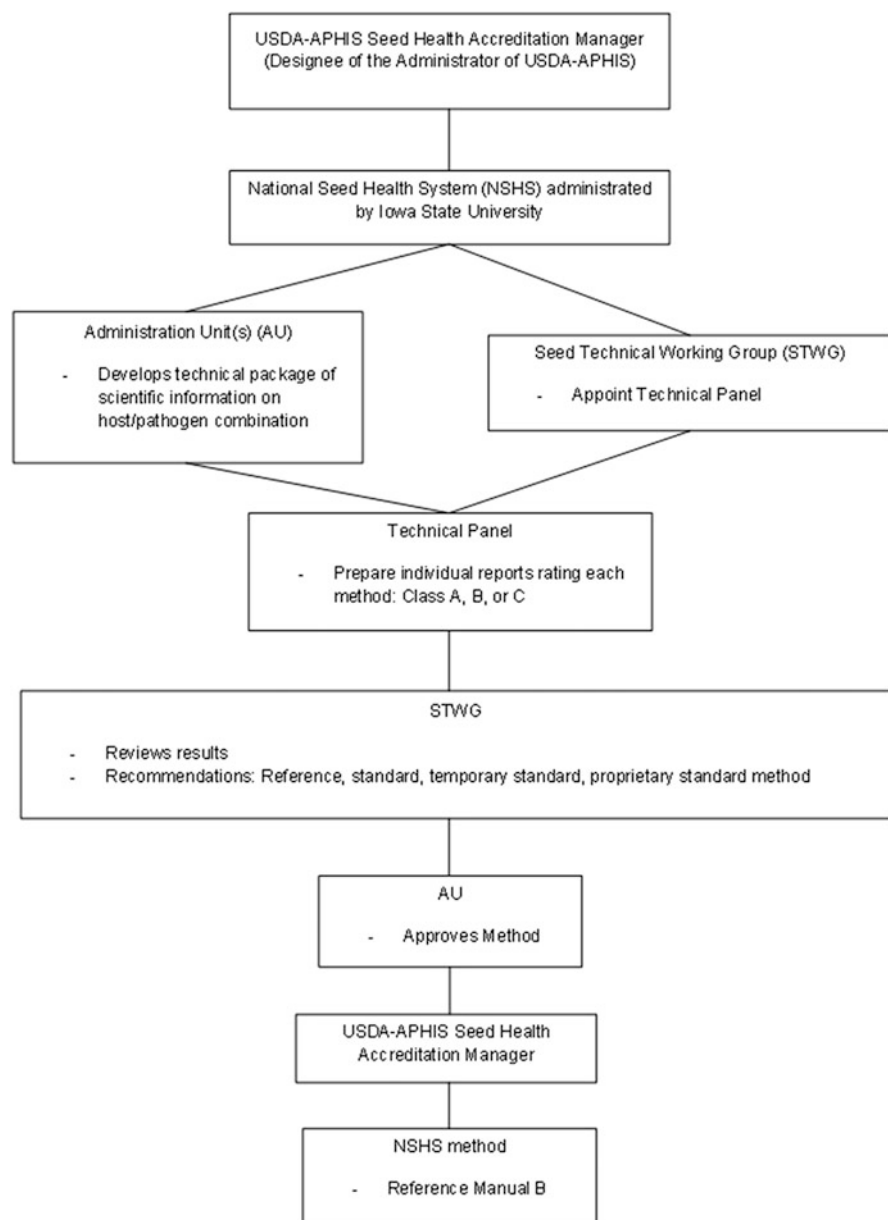 USDA-APHIS Seed Health Accreditation Manager
(Designee of the Administrator of USDA-APHIS)
National Seed Health System (NSHS) administrated
by Iowa State University
Administration Unit(s) (AU)
- Develops technical package of
scientific information on
host/pathogen combination
Seed Technical Working Group (STWG)
- Appoint Technical Panel
Technical Panel
- Prepare individual reports rating each
method: Class A, B, or C
STWG
- Reviews results
- Recommendations: Reference, standard, temporary standard, proprietary standard method
AU
- Approves Method
USDA-APHIS Seed Health
Accreditation Manager
NSHS method
- Reference Manual B